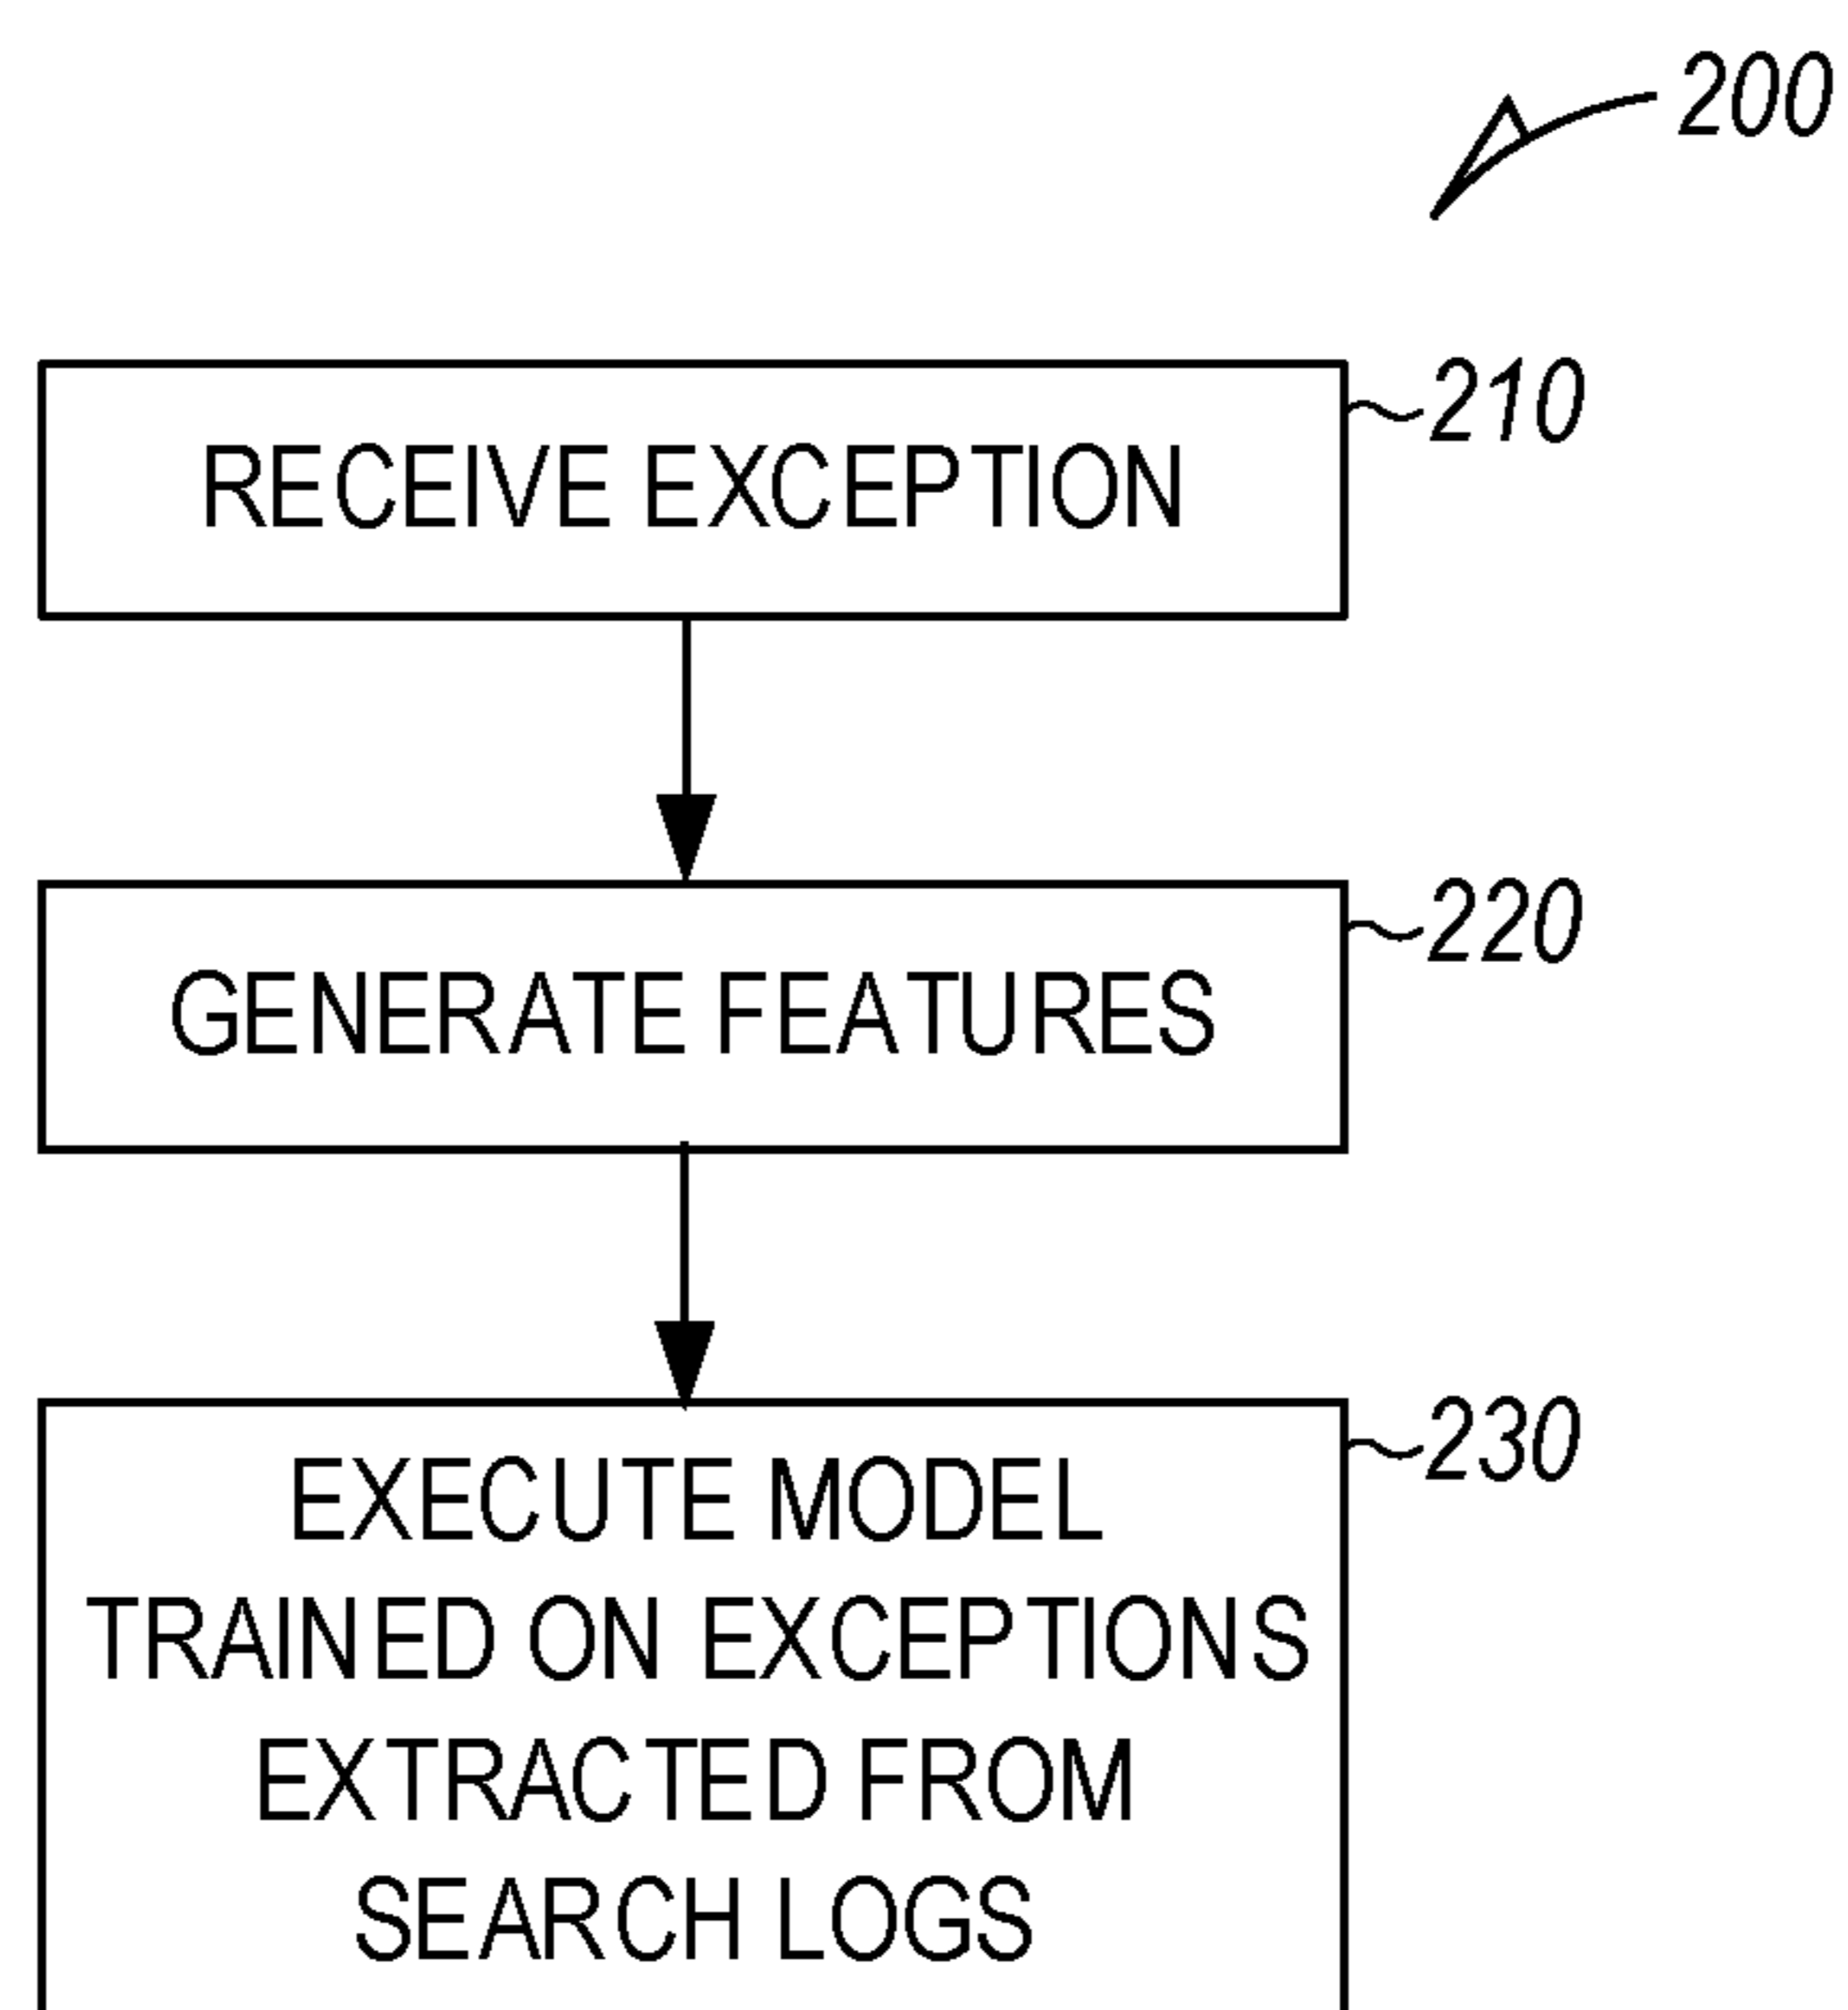 200
210
RECEIVE EXCEPTION
220
GENERATE FEATURES
230
EXECUTE MODEL
TRAINED ON EXCEPTIONS
EXTRACTED FROM
SEARCH LOGS